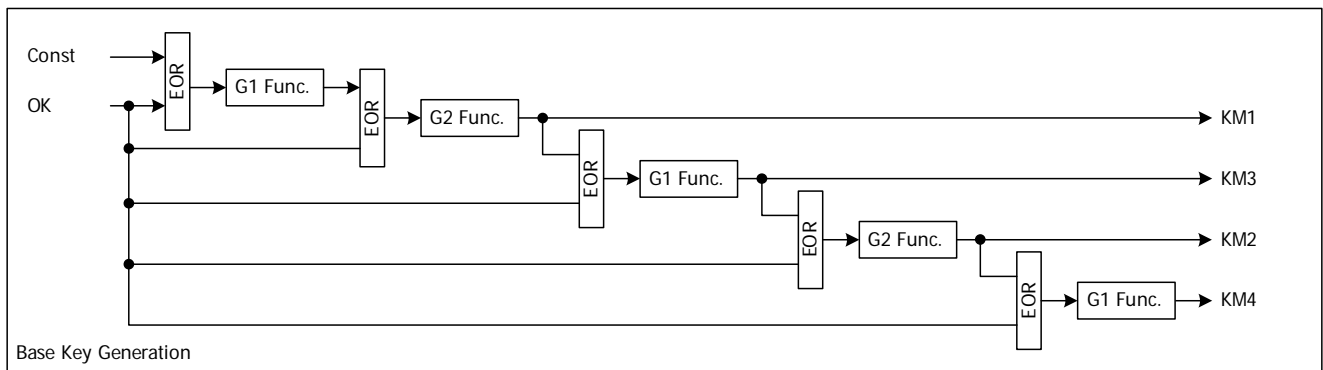 Const
OK
EOR
G1 Func.
EOR
G2 Func.
KM1
EOR
G1 Func.
KM3
EOR
G2 Func.
KM2
EOR
G1 Func.
KM4
Base Key Generation